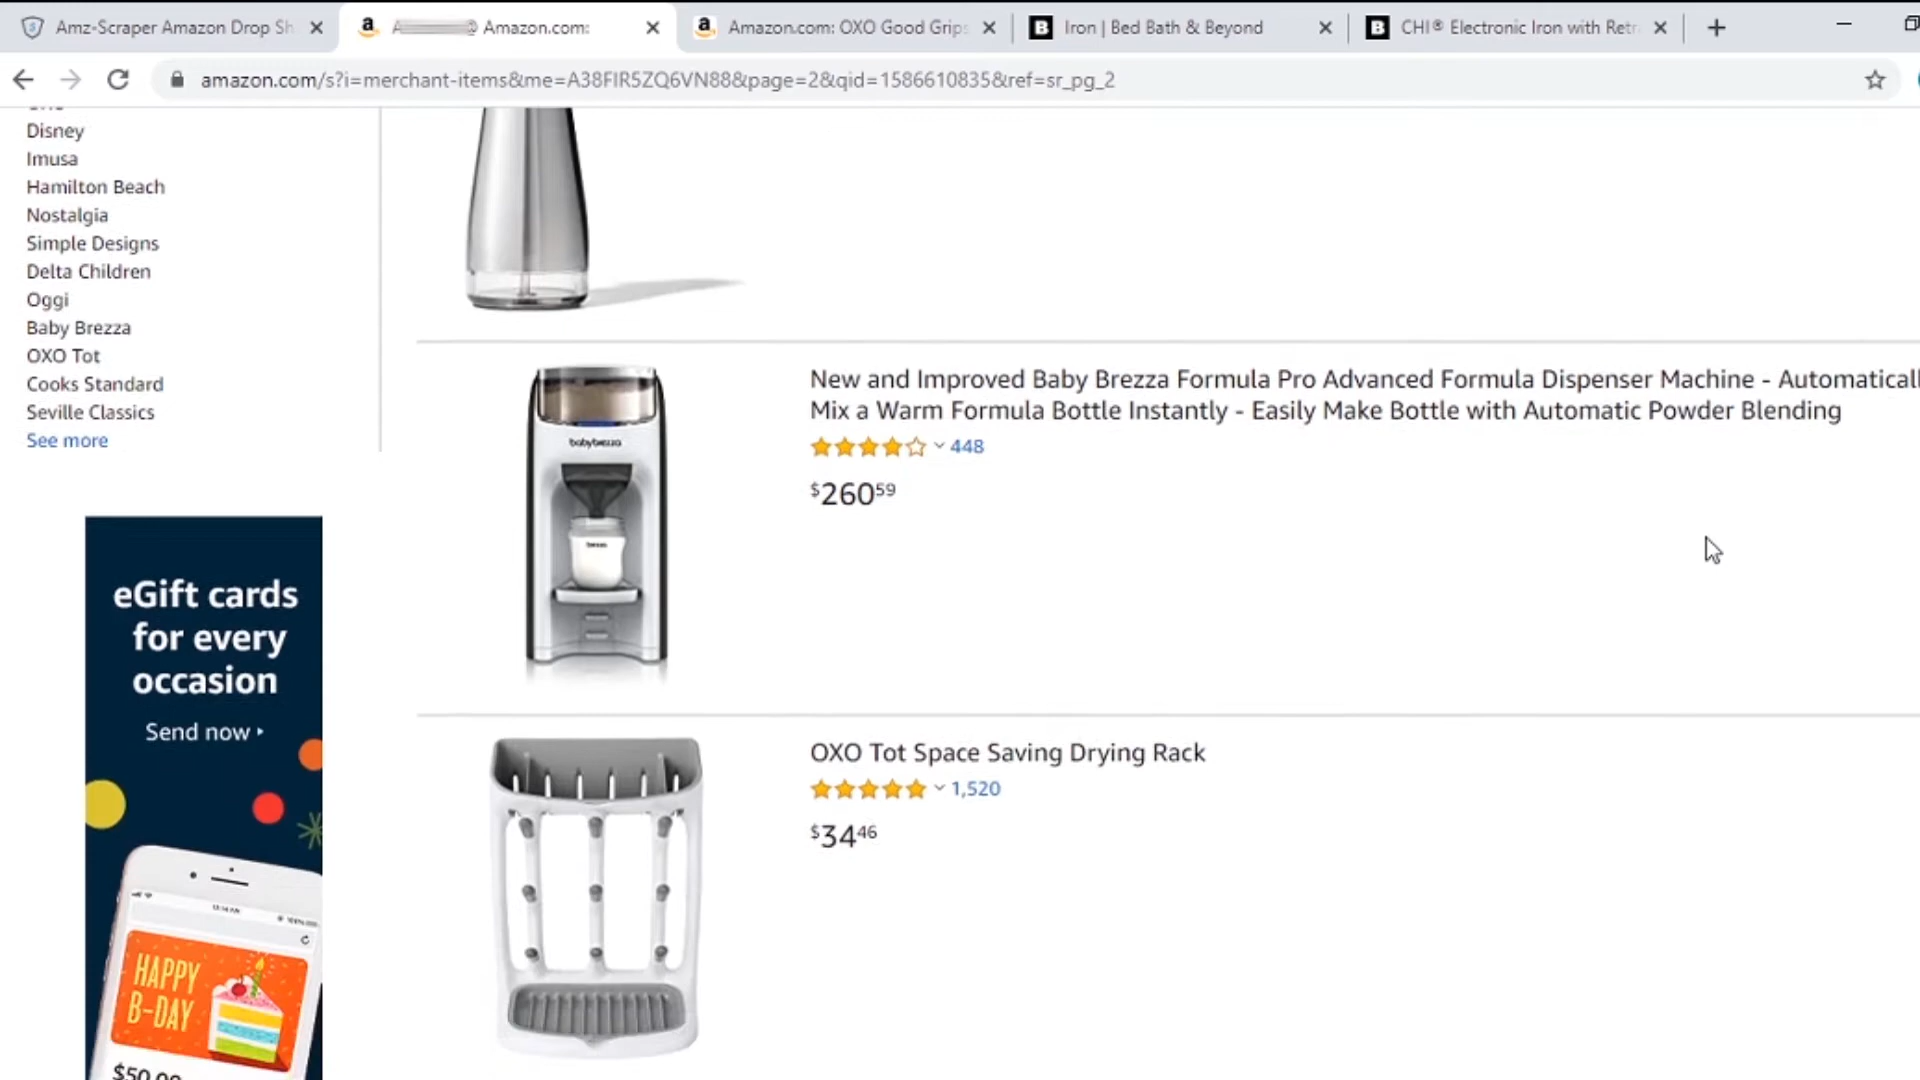 Amz-Scraper Amazon Drop Sh
Amazon.com:
Amazon.com: OXO Good Grips
Iron | Bed Bath & Beyond
CHI® Electronic Iron with Retr
amazon.com/s?i=merchant-items&me=A38FIR5ZQ6VN88&page=2&qid=1586610835&ref=sr_pg_2
Disney
Imusa
Hamilton Beach
Nostalgia
Simple Designs
Delta Children
Oggi
Baby Brezza
OXO Tot
Cooks Standard
Seville Classics
See more
eGift cards
for every
occasion
Send now
HAPPY
B-DAY
$50.00
babybrezza
New and Improved Baby Brezza Formula Pro Advanced Formula Dispenser Machine - Automaticall
Mix a Warm Formula Bottle Instantly - Easily Make Bottle with Automatic Powder Blending
448
$260 59
OXO Tot Space Saving Drying Rack
1,520
$34 46